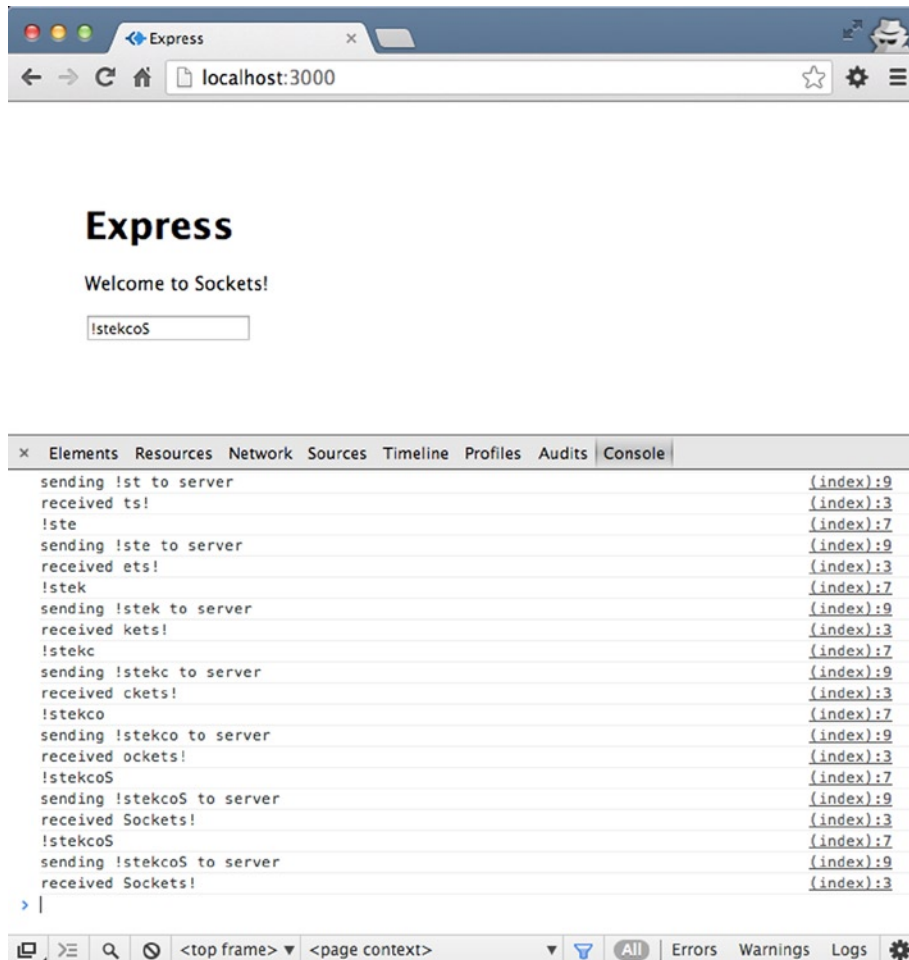 Express
localhost:3000
Express
Welcome to Sockets!
!stekcoS
× Elements Resources Network Sources Timeline Profiles Audits Console
sending !st to server (index):9
received ts! (index):3
!ste (index):7
sending !ste to server (index):9
received ets! (index):3
!stek (index):7
sending !stek to server (index):9
received kets! (index):3
!stekc (index):7
sending !stekc to server (index):9
received ckets! (index):3
!stekco (index):7
sending !stekco to server (index):9
received ockets! (index):3
!stekcoS (index):7
sending !stekcoS to server (index):9
received Sockets! (index):3
!stekcoS (index):7
sending !stekcoS to server (index):9
received Sockets! (index):3
>
<top frame> ▼ <page context> ▼ All | Errors Warnings Logs